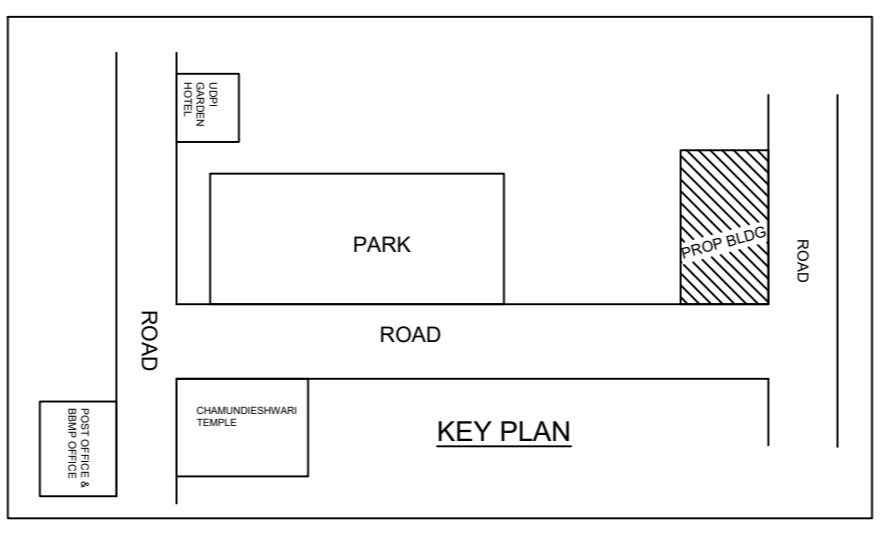 UDPI
GARDEN
HOTEL
PARK
PROP BLDG
ROAD
ROAD
ROAD
CHAMUNDIESHWARI
TEMPLE
POST OFFICE &
BBMP OFFICE
KEY PLAN